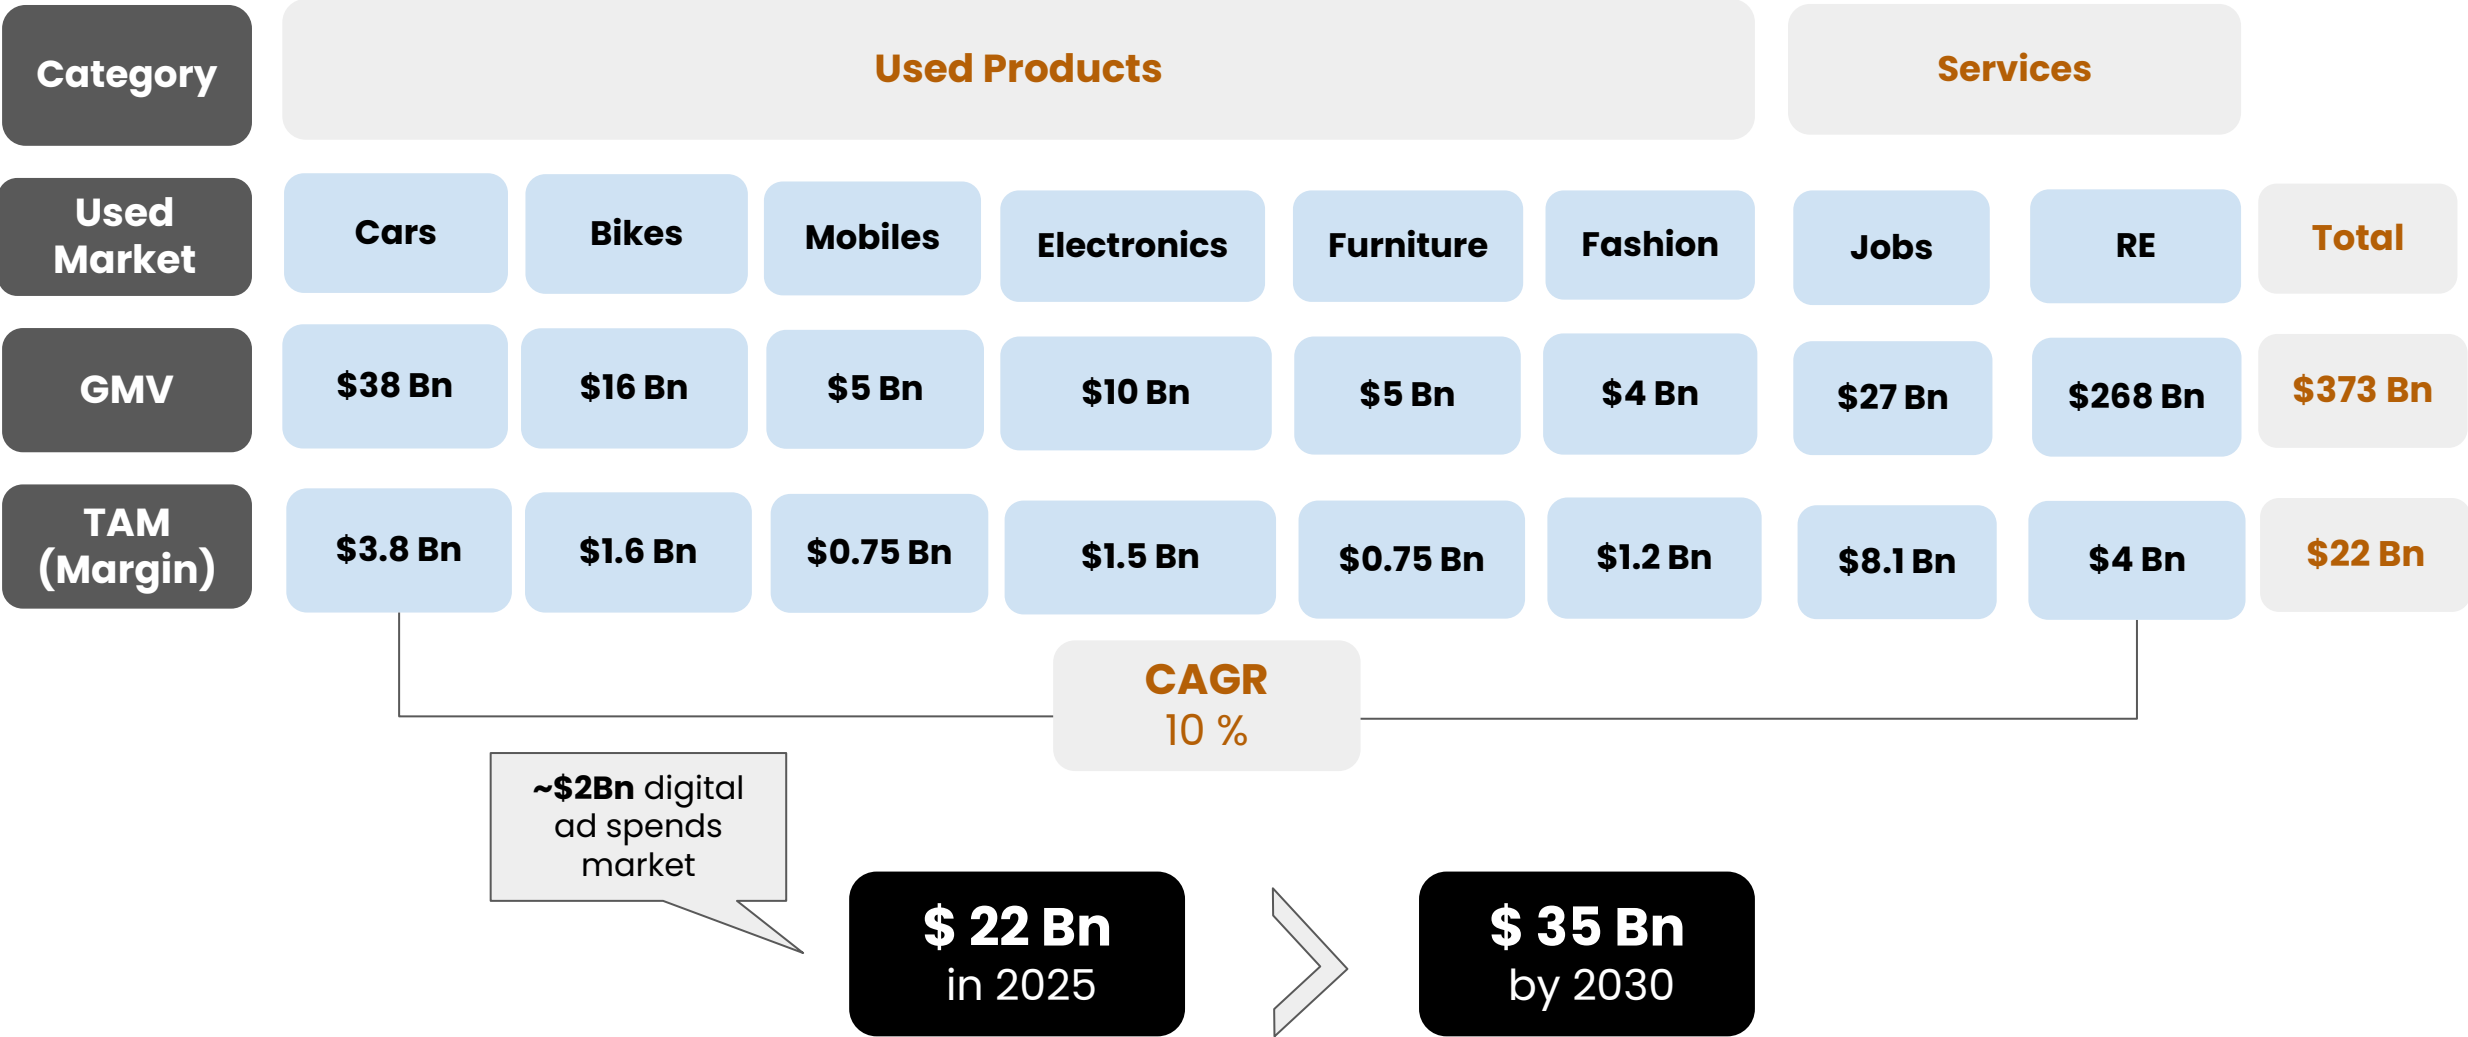 Category
Used Products
Services
Used
Market
Cars
Bikes
Mobiles
Electronics
Furniture
Fashion
Jobs
RE
Total
GMV
$38 Bn
$16 Bn
$5 Bn
$10 Bn
$5 Bn
$4 Bn
$27 Bn
$268 Bn
$373 Bn
TAM
(Margin)
$3.8 Bn
$1.6 Bn
$0.75 Bn
$1.5 Bn
$0.75 Bn
$1.2 Bn
$8.1 Bn
$4 Bn
$22 Bn
CAGR
10 %
~$2Bn digital
ad spends
market
$ 22 Bn
in 2025
$ 35 Bn
by 2030